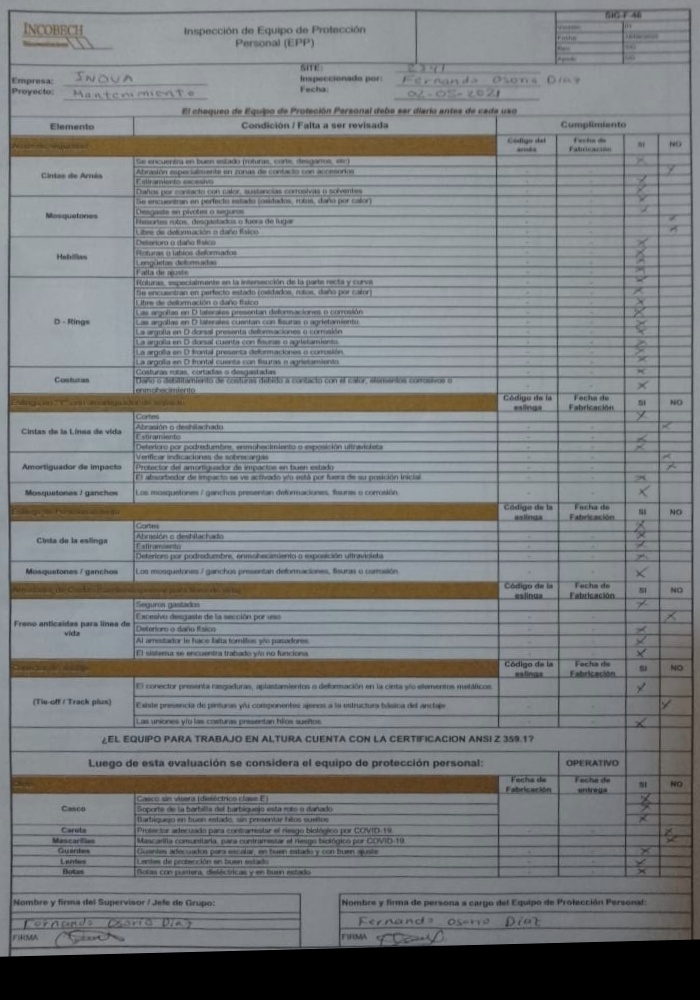 INCOBECH
Inspección de Equipo de Protección
Personal (EPP)
SIG-F-46
SITE: 2341
Empresa: INOVA
Inspeccionado por: Fernando Osorio Diaz
Proyecto: Mantenimiento
Fecha: 02-05-2021
El chequeo de Equipo de Proteción Personal debe ser diario antes de cada uso
Elemento Condición / Falta a ser revisada Cumplimiento
Código del arnés Fecha de Fabricación SI NO
Cintas de Arnés
Se encuentra en buen estado (roturas, corte, desgarros, etc) X
Abrasión especialmente en zonas de contacto con accesorios X
Estiramiento excesivo X
Daños por contacto con calor, sustancias corrosivas o solventes X
Mosquetones
Se encuentran en perfecto estado (oxidados, rotos, daño por calor) X
Desgaste en pivotes o seguros X
Resortes rotos, desgastados o fuera de lugar X
Libre de deformación o daño físico X
Hebillas
Deterioro o daño físico X
Roturas o labios deformados X
Lengüetas deformadas X
Falta de ajuste X
D - Rings
Roturas, especialmente en la intersección de la parte recta y curva X
Se encuentran en perfecto estado (oxidados, rotos, daño por calor) X
Libre de deformación o daño físico X
Las argollas en D laterales presentan deformaciones o corrosión X
Las argollas en D laterales cuentan con fisuras o agrietamiento X
La argolla en D dorsal presenta deformaciones o corrosión X
La argolla en D dorsal cuenta con fisuras o agrietamiento X
La argolla en D frontal presenta deformaciones o corrosión X
La argolla en D frontal cuenta con fisuras o agrietamiento X
Costuras
Costuras rotas, cortadas o desgastadas X
Daño o debilitamiento de costuras debido a contacto con el calor, elementos corrosivos o enmohecimiento X
Código de la eslinga Fecha de Fabricación SI NO
Cintas de la Línea de vida
Cortes X
Abrasión o deshilachado X
Estiramiento X
Deterioro por podredumbre, enmohecimiento o exposición ultravioleta X
Amortiguador de impacto
Verificar indicaciones de sobrecargas X
Protector del amortiguador de impactos en buen estado X
El absorbedor de impacto se ve activado y/o está por fuera de su posición inicial X
Mosquetones / ganchos
Los mosquetones / ganchos presentan deformaciones, fisuras o corrosión X
Código de la eslinga Fecha de Fabricación SI NO
Cinta de la eslinga
Cortes X
Abrasión o deshilachado X
Estiramiento X
Deterioro por podredumbre, enmohecimiento o exposición ultravioleta X
Mosquetones / ganchos
Los mosquetones / ganchos presentan deformaciones, fisuras o corrosión X
Código de la eslinga Fecha de Fabricación SI NO
Freno anticaidas para línea de vida
Seguros gastados X
Excesivo desgaste de la sección por uso X
Deterioro o daño físico X
Al arrestador le hace falta tornillos y/o pasadores X
El sistema se encuentra trabado y/o no funciona X
Código de la eslinga Fecha de Fabricación SI NO
(Tie-off / Track plus)
El conector presenta rasgaduras, aplastamientos o deformación en la cinta y/o elementos metálicos X
Existe presencia de pinturas y/u componentes ajenos a la estructura básica del anclaje X
Las uniones y/u las costuras presentan hilos sueltos X
¿EL EQUIPO PARA TRABAJO EN ALTURA CUENTA CON LA CERTIFICACION ANSI Z 359.1?
Luego de esta evaluación se considera el equipo de protección personal: OPERATIVO
Fecha de Fabricación Fecha de entrega SI NO
Casco
Casco sin visera (dieléctrico clase E) X
Soporte de la barbilla del barbiquejo esta roto o dañado X
Barbiquejo en buen estado, sin presentar hilos sueltos X
Careta Protector adecuado para contrarrestar el riesgo biológico por COVID-19. X
Mascarillas Mascarilla comunitaria, para contrarrestar el riesgo biológico por COVID-19. X
Guantes Guantes adecuados para escalar, en buen estado y con buen ajuste X
Lentes Lentes de protección en buen estado X
Botas Botas con puntera, dieléctricas y en buen estado X
Nombre y firma del Supervisor / Jefe de Grupo:
Fernando Osorio Diaz
FIRMA
Nombre y firma de persona a cargo del Equipo de Protección Personal:
Fernando Osorio Diaz
FIRMA